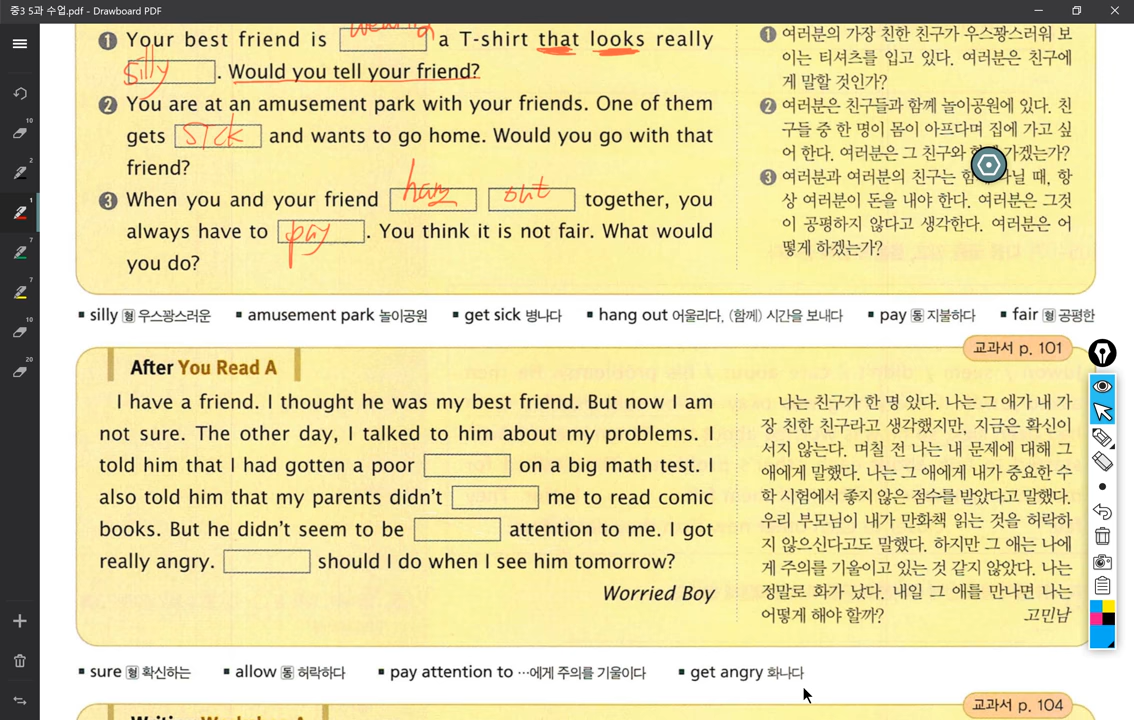 중3 5과 수업.pdf - Drawboard PDF
❶ Your best friend is wearing a T-shirt that looks really
silly. Would you tell your friend?
❷ You are at an amusement park with your friends. One of them
gets sick and wants to go home. Would you go with that
friend?
❸ When you and your friend hang out together, you
always have to pay. You think it is not fair. What would
you do?
❶ 여러분의 가장 친한 친구가 우스꽝스러워 보
이는 티셔츠를 입고 있다. 여러분은 친구에
게 말할 것인가?
❷ 여러분은 친구들과 함께 놀이공원에 있다. 친
구들 중 한 명이 몸이 아프다며 집에 가고 싶
어 한다. 여러분은 그 친구와 가겠는가?
❸ 여러분과 여러분의 친구는 때, 항
상 여러분이 돈을 내야 한다. 여러분은 그것
이 공평하지 않다고 생각한다. 여러분은 어
떻게 하겠는가?
▪ silly 형 우스꽝스러운 ▪ amusement park 놀이공원 ▪ get sick 병나다 ▪ hang out 어울리다, (함께) 시간을 보내다 ▪ pay 동 지불하다 ▪ fair 형 공평한
교과서 p. 101
After You Read A
I have a friend. I thought he was my best friend. But now I am
not sure. The other day, I talked to him about my problems. I
told him that I had gotten a poor on a big math test. I
also told him that my parents didn't me to read comic
books. But he didn't seem to be attention to me. I got
really angry. should I do when I see him tomorrow?
Worried Boy
나는 친구가 한 명 있다. 나는 그 애가 내 가
장 친한 친구라고 생각했지만, 지금은 확신이
서지 않는다. 며칠 전 나는 내 문제에 대해 그
애에게 말했다. 나는 그 애에게 내가 중요한 수
학 시험에서 좋지 않은 점수를 받았다고 말했다.
우리 부모님이 내가 만화책 읽는 것을 허락하
지 않으신다고도 말했다. 하지만 그 애는 나에
게 주의를 기울이고 있는 것 같지 않았다. 나는
정말로 화가 났다. 내일 그 애를 만나면 나는
어떻게 해야 할까? 고민남
▪ sure 형 확신하는 ▪ allow 동 허락하다 ▪ pay attention to …에게 주의를 기울이다 ▪ get angry 화나다
교과서 p. 104